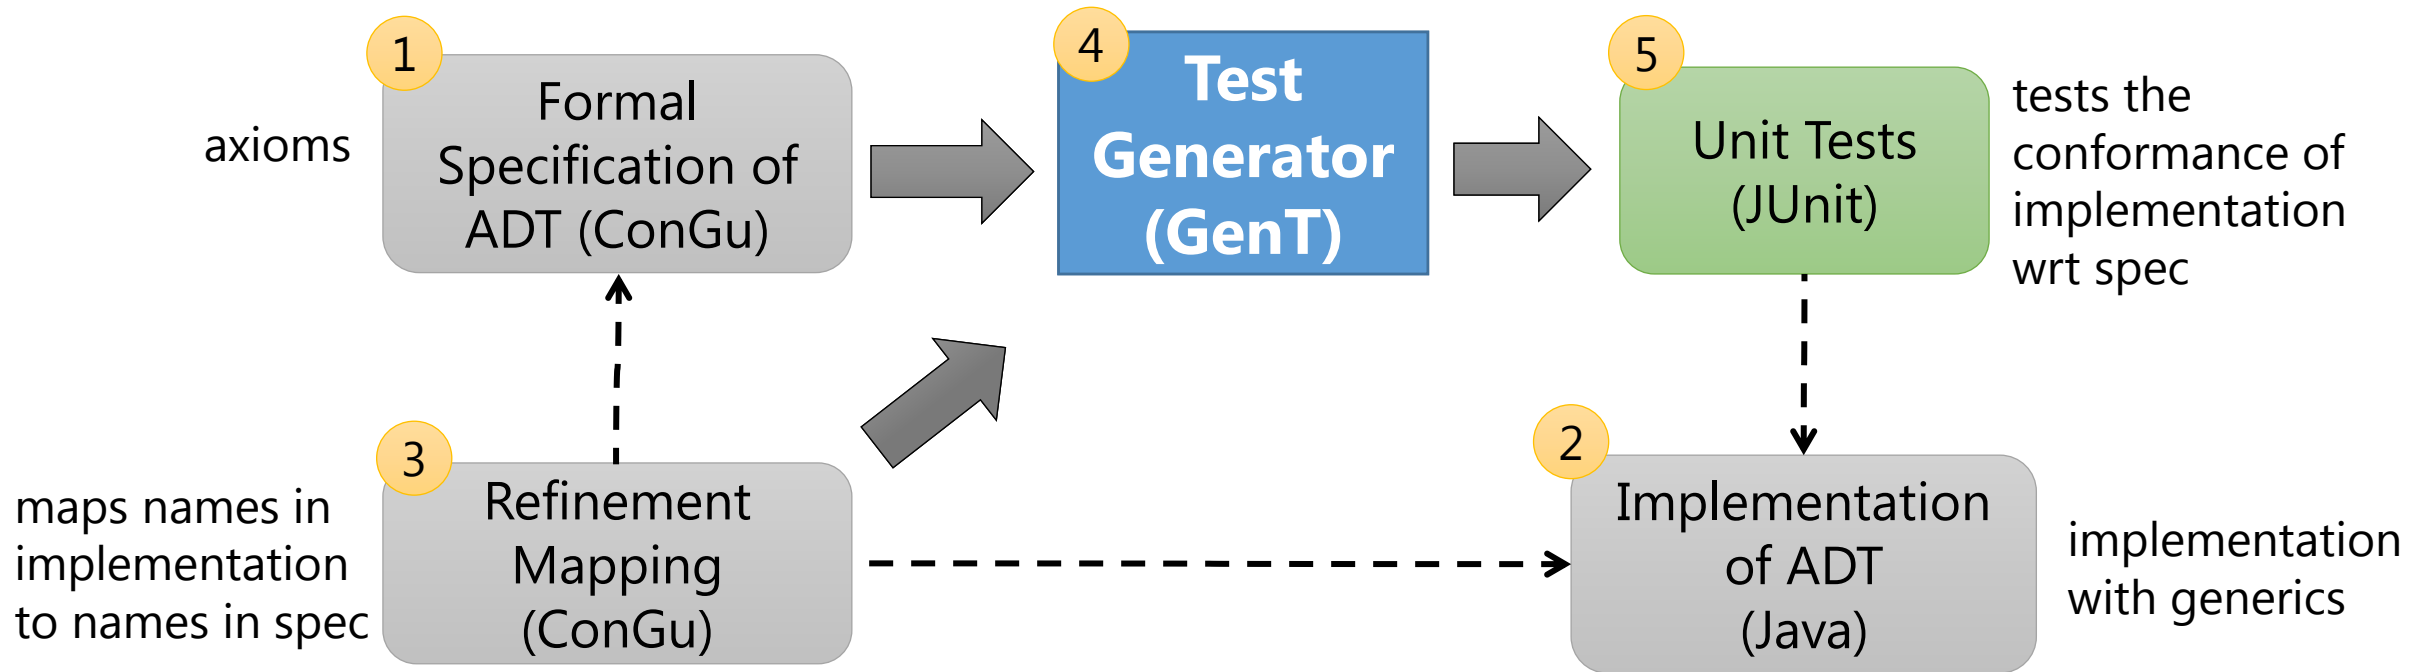 1
axioms
Formal
Specification of
ADT (ConGu)
4
Test
Generator
(GenT)
5
Unit Tests
(JUnit)
tests the
conformance of
implementation
wrt spec
3
maps names in
implementation
to names in spec
Refinement
Mapping
(ConGu)
2
Implementation
of ADT
(Java)
implementation
with generics